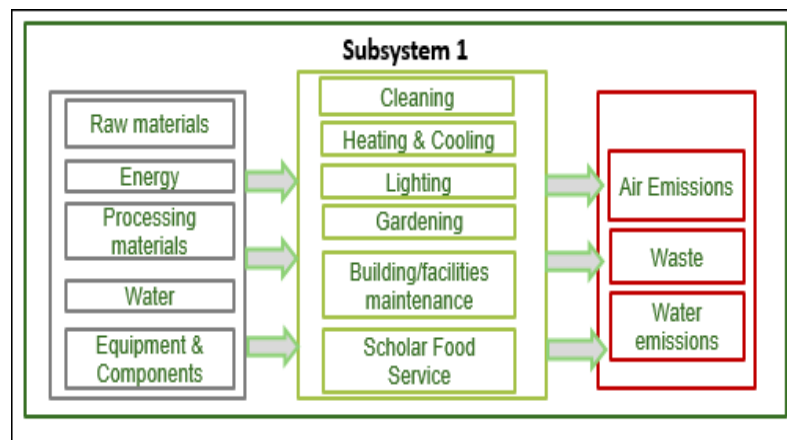 Subsystem 1
Raw materials
Energy
Processing
materials
Water
Equipment &
Components
Cleaning
Heating & Cooling
Lighting
Gardening
Building/facilities
maintenance
Scholar Food
Service
Air Emissions
Waste
Water
emissions